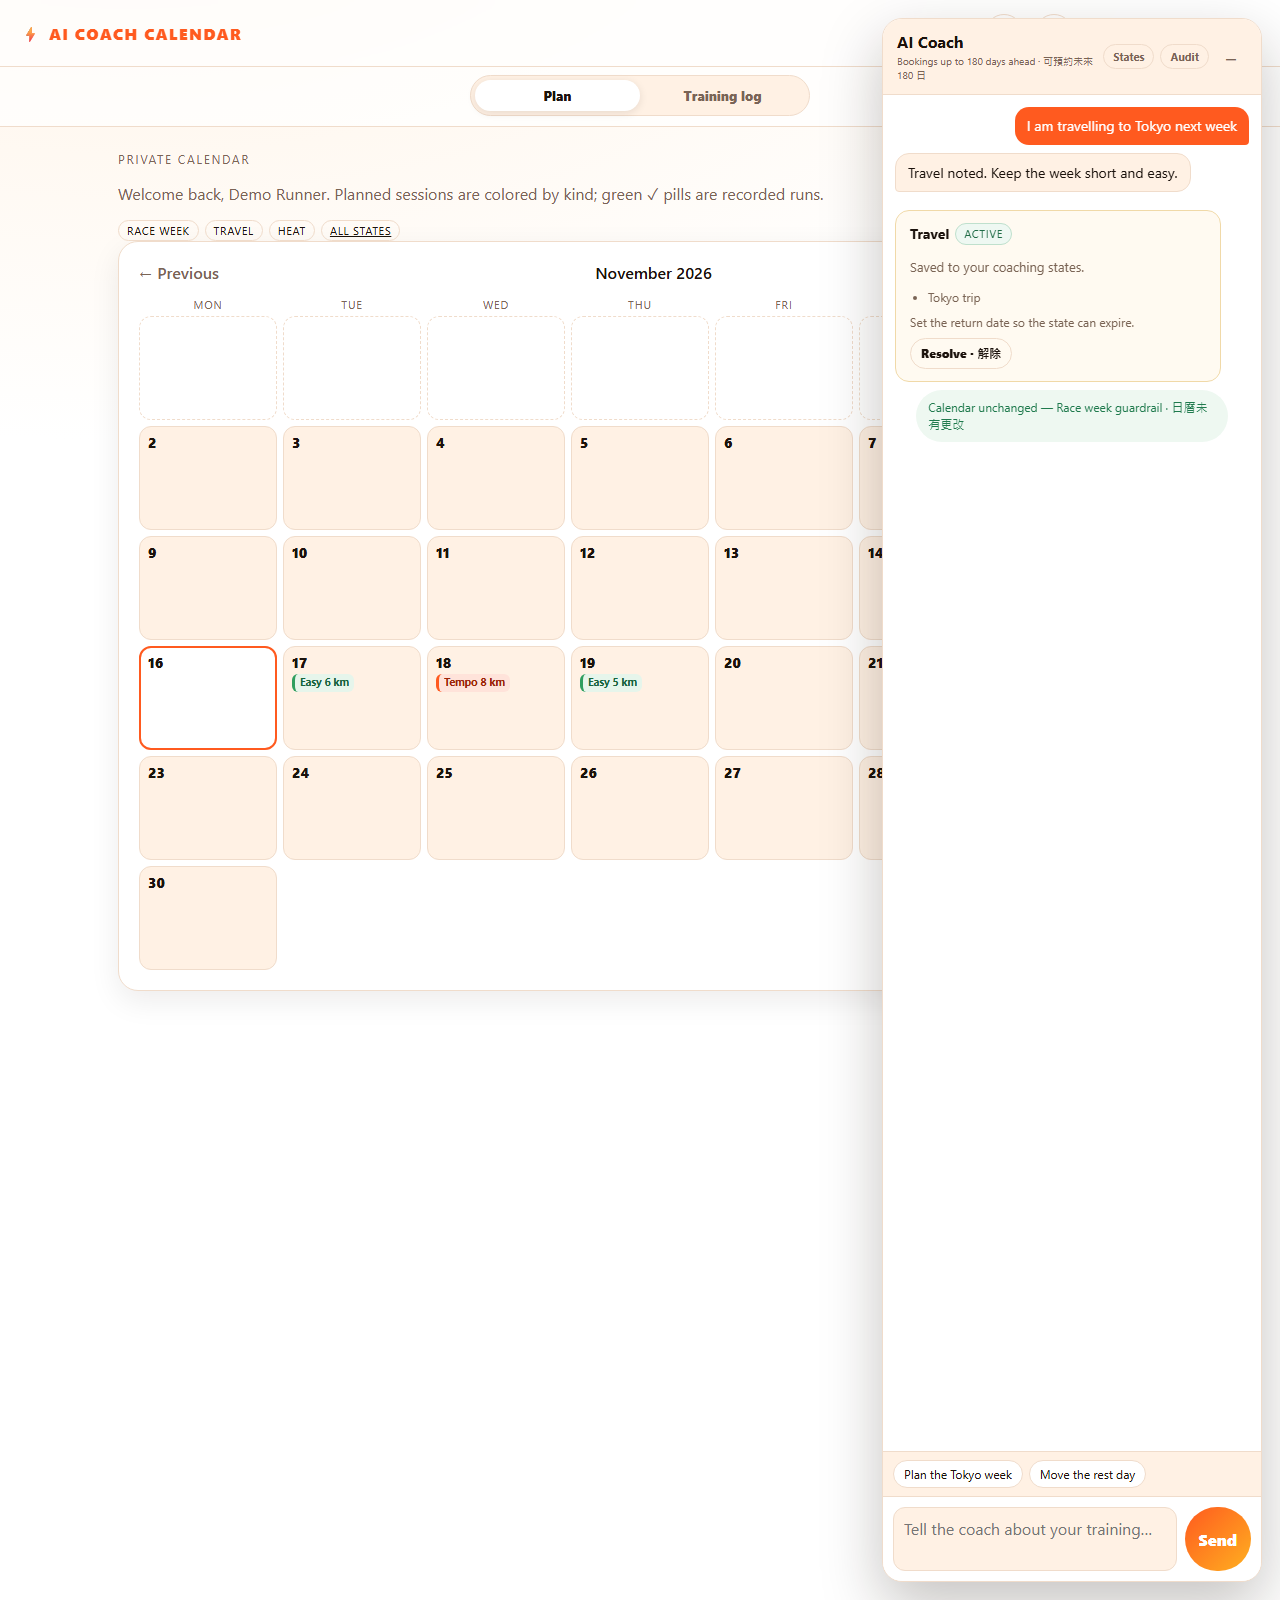 AI COACH CALENDAR
Plan
Training log
PRIVATE CALENDAR
Welcome back, Demo Runner. Planned sessions are colored by kind; green ✓ pills are recorded runs.
RACE WEEK
TRAVEL
HEAT
ALL STATES
← Previous
November 2026
MON
TUE
WED
THU
FRI
2
3
4
5
6
7
9
10
11
12
13
14
16
17
Easy 6 km
18
Tempo 8 km
19
Easy 5 km
20
21
23
24
25
26
27
28
30
AI Coach
Bookings up to 180 days ahead · 可預約未來
180 日
States
Audit
–
I am travelling to Tokyo next week
Travel noted. Keep the week short and easy.
Travel
ACTIVE
Saved to your coaching states.
• Tokyo trip
Set the return date so the state can expire.
Resolve · 解除
Calendar unchanged — Race week guardrail · 日曆未
有更改
Plan the Tokyo week
Move the rest day
Tell the coach about your training...
Send